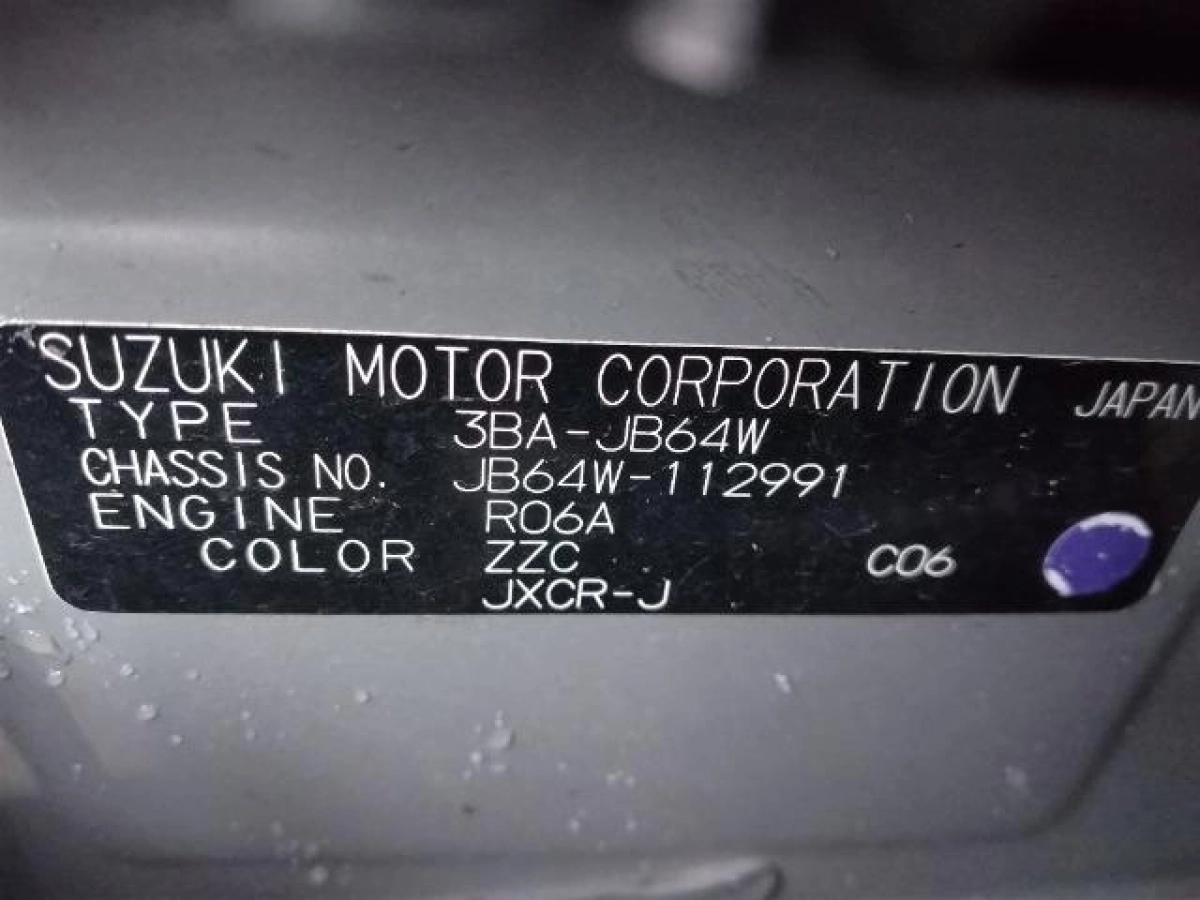 SUZUKI MOTOR CORPORATION JAPAN
TYPE 3BA-JB64W
CHASSIS NO. JB64W-112991
ENGINE R06A
COLOR ZZC C06
JXCR-J